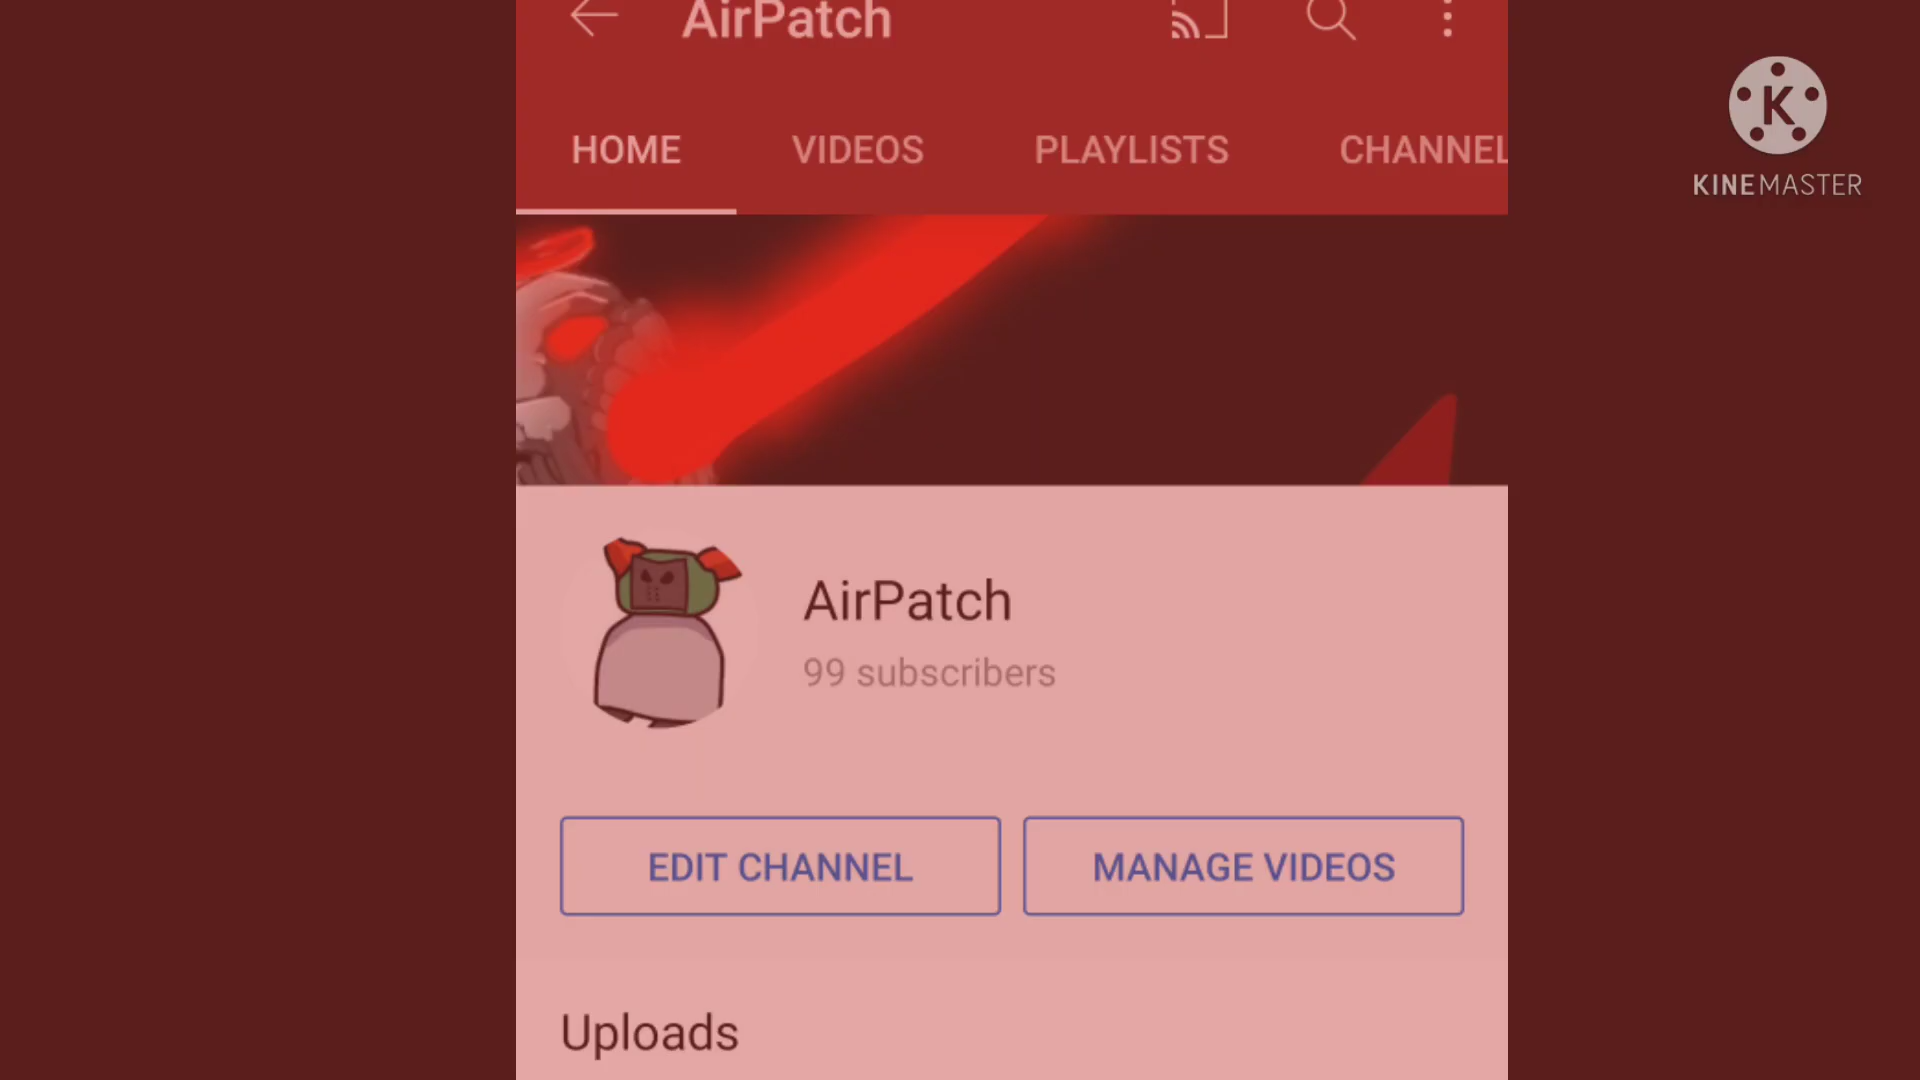 AirPatch
HOME VIDEOS PLAYLISTS CHANNEL
K
KINEMASTER
AirPatch
99 subscribers
EDIT CHANNEL MANAGE VIDEOS
Uploads